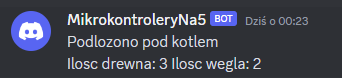 MikrokontroleryNa5 BOT Dziś o 00:23
Podlozono pod kotlem
Ilosc drewna: 3 Ilosc wegla: 2